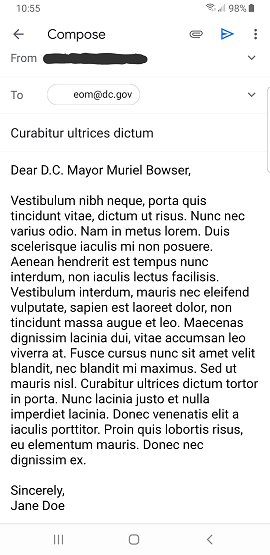 10:55
98%
Compose
From
To
eom@dc.gov
Curabitur ultrices dictum
Dear D.C. Mayor Muriel Bowser,
Vestibulum nibh neque, porta quis
tincidunt vitae, dictum ut risus. Nunc nec
varius odio. Nam in metus lorem. Duis
scelerisque iaculis mi non posuere.
Aenean hendrerit est tempus nunc
interdum, non iaculis lectus facilisis.
Vestibulum interdum, mauris nec eleifend
vulputate, sapien est laoreet dolor, non
tincidunt massa augue et leo. Maecenas
dignissim lacinia dui, vitae accumsan leo
viverra at. Fusce cursus nunc sit amet velit
blandit, nec blandit mi maximus. Sed ut
mauris nisl. Curabitur ultrices dictum tortor
in porta. Nunc lacinia justo et nulla
imperdiet lacinia. Donec venenatis elit a
iaculis porttitor. Proin quis lobortis risus,
eu elementum mauris. Donec nec
dignissim ex.
Sincerely,
Jane Doe